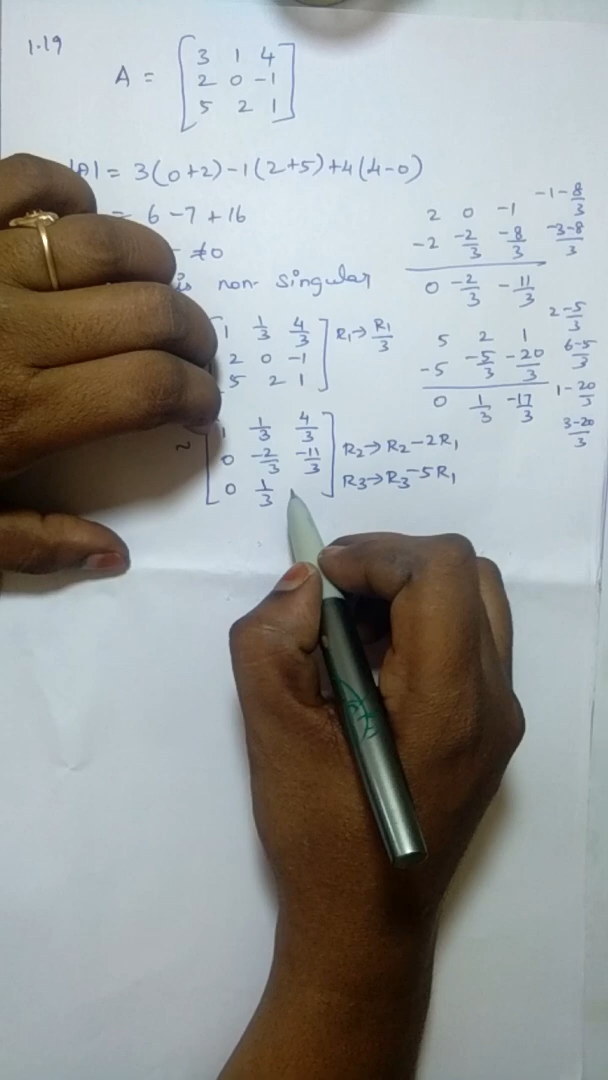 1.19
A = [3 1 4
2 0 -1
5 2 1]
|A| = 3(0+2)-1(2+5)+4(4-0)
= 6-7+16
≠0
is non-singular
[1 1/3 4/3
2 0 -1
5 2 1] R₁→R₁/3
~ [1 1/3 4/3
0 -2/3 -11/3
0 1/3 ] R₂→R₂-2R₁
R₃→R₃-5R₁
2 0 -1
-2 -2/3 -8/3
0 -2/3 -11/3
-1-8/3
-3-8/3
5 2 1
-5 -5/3 -20/3
0 1/3 -17/3
2-5/3
6-5/3
1-20/3
3-20/3